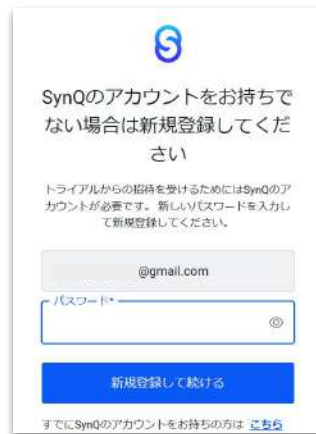 SynQのアカウントをお持ちで
ない場合は新規登録してくだ
さい
トライアルからの招待を受けるためにはSynQのア
カウントが必要です。新しいパスワードを入力し
て新規登録してください。
@gmail.com
パスワード*
新規登録して続ける
すでにSynQのアカウントをお持ちの方は こちら